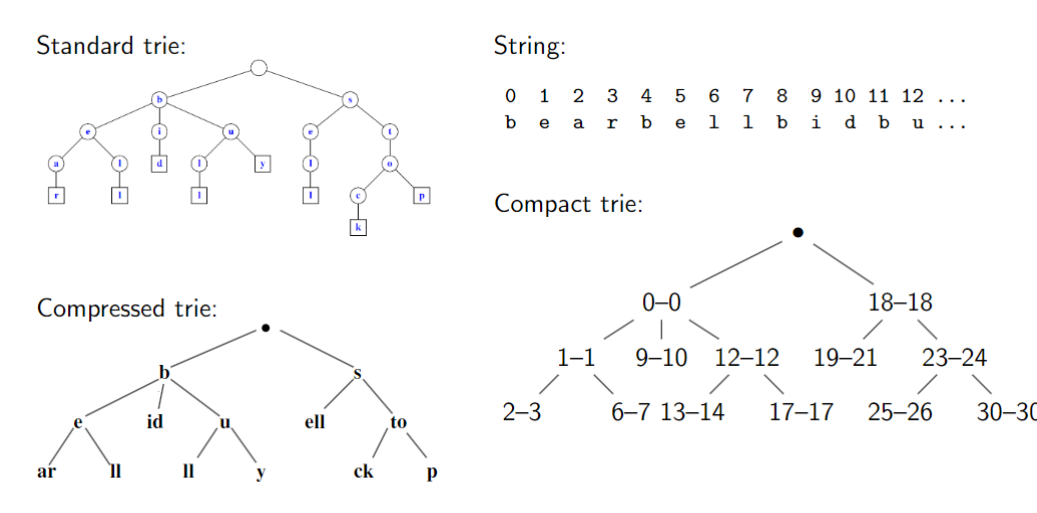 Standard trie:
b s
e i u e t
a l d l y l o
r l l l c p
k
String:
0 1 2 3 4 5 6 7 8 9 10 11 12 ...
b e a r b e l l b i d b u ...
Compressed trie:
b s
e id u ell to
ar ll ll y ck p
Compact trie:
0–0 18–18
1–1 9–10 12–12 19–21 23–24
2–3 6–7 13–14 17–17 25–26 30–30